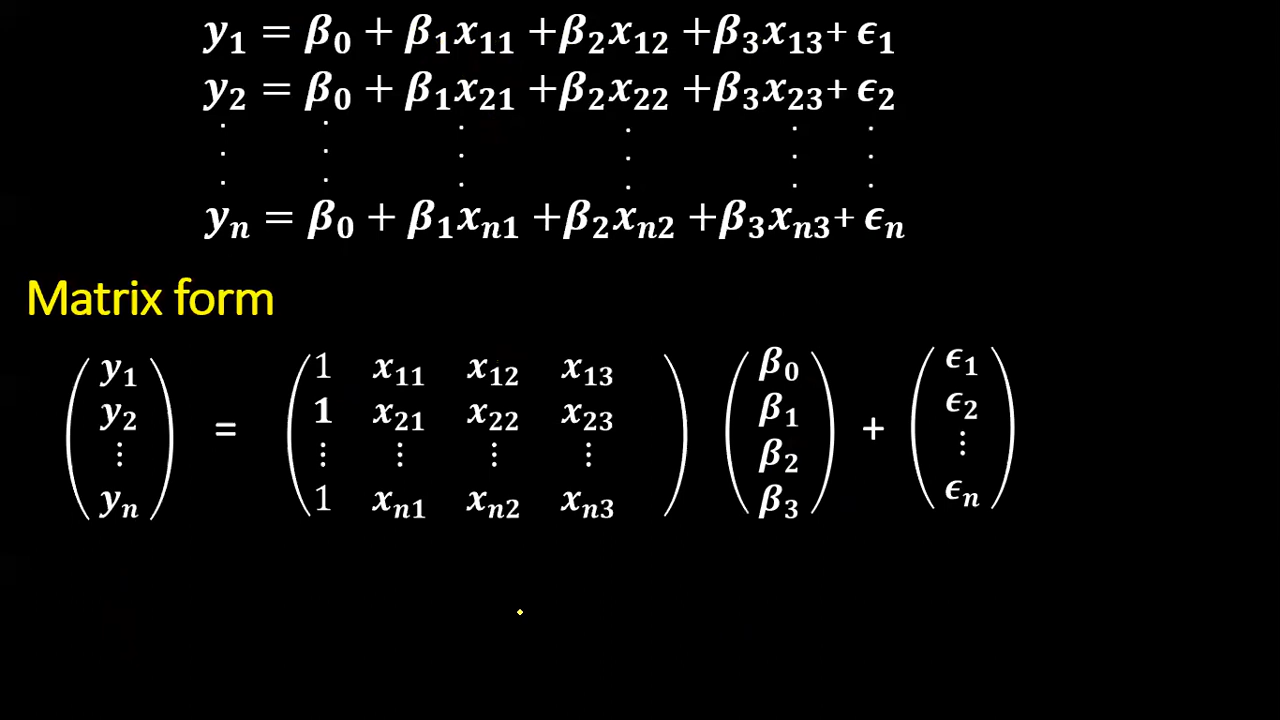 y₁ = β₀ + β₁x₁₁ +β₂x₁₂ +β₃x₁₃+ ϵ₁
y₂ = β₀ + β₁x₂₁ +β₂x₂₂ +β₃x₂₃+ ϵ₂
. . . . . .
. . . . . .
. . . . . .
yₙ = β₀ + β₁xₙ₁ +β₂xₙ₂ +β₃xₙ₃+ ϵₙ
Matrix form
( y₁ ) ( 1 x₁₁ x₁₂ x₁₃ ) ( β₀ ) ( ϵ₁ )
( y₂ ) = ( 1 x₂₁ x₂₂ x₂₃ ) ( β₁ ) + ( ϵ₂ )
( ⋮ ) ( ⋮ ⋮ ⋮ ⋮ ) ( β₂ ) ( ⋮ )
( yₙ ) ( 1 xₙ₁ xₙ₂ xₙ₃ ) ( β₃ ) ( ϵₙ )